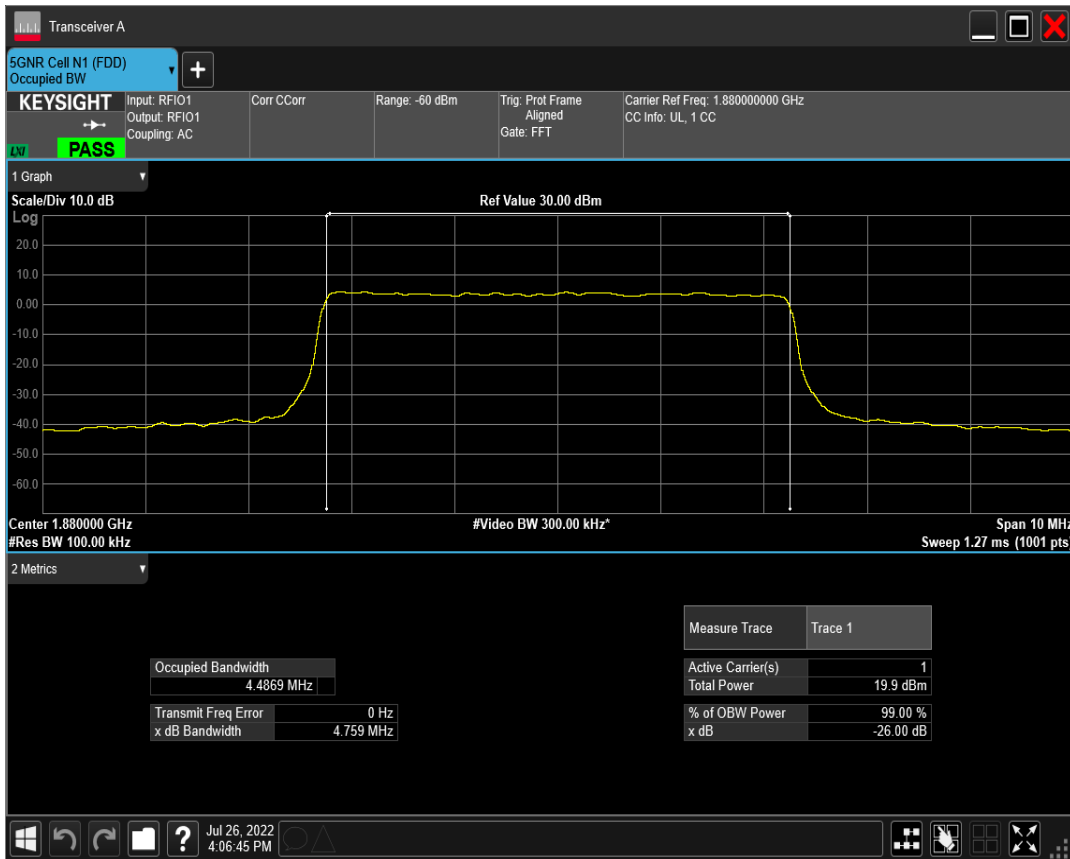 Transceiver A
5GNR Cell N1 (FDD)
Occupied BW
+
KEYSIGHT
LXI
PASS
Input: RFIO1
Output: RFIO1
Coupling: AC
Corr CCorr
Range: -60 dBm
Trig: Prot Frame
Aligned
Gate: FFT
Carrier Ref Freq: 1.880000000 GHz
CC Info: UL, 1 CC
1 Graph
Scale/Div 10.0 dB
Ref Value 30.00 dBm
Log
20.0
10.0
0.00
-10.0
-20.0
-30.0
-40.0
-50.0
-60.0
Center 1.880000 GHz
#Video BW 300.00 kHz*
Span 10 MHz
#Res BW 100.00 kHz
Sweep 1.27 ms (1001 pts)
2 Metrics
Measure Trace Trace 1
Occupied Bandwidth
4.4869 MHz
Active Carrier(s) 1
Total Power 19.9 dBm
Transmit Freq Error 0 Hz
x dB Bandwidth 4.759 MHz
% of OBW Power 99.00 %
x dB -26.00 dB
?
Jul 26, 2022
4:06:45 PM